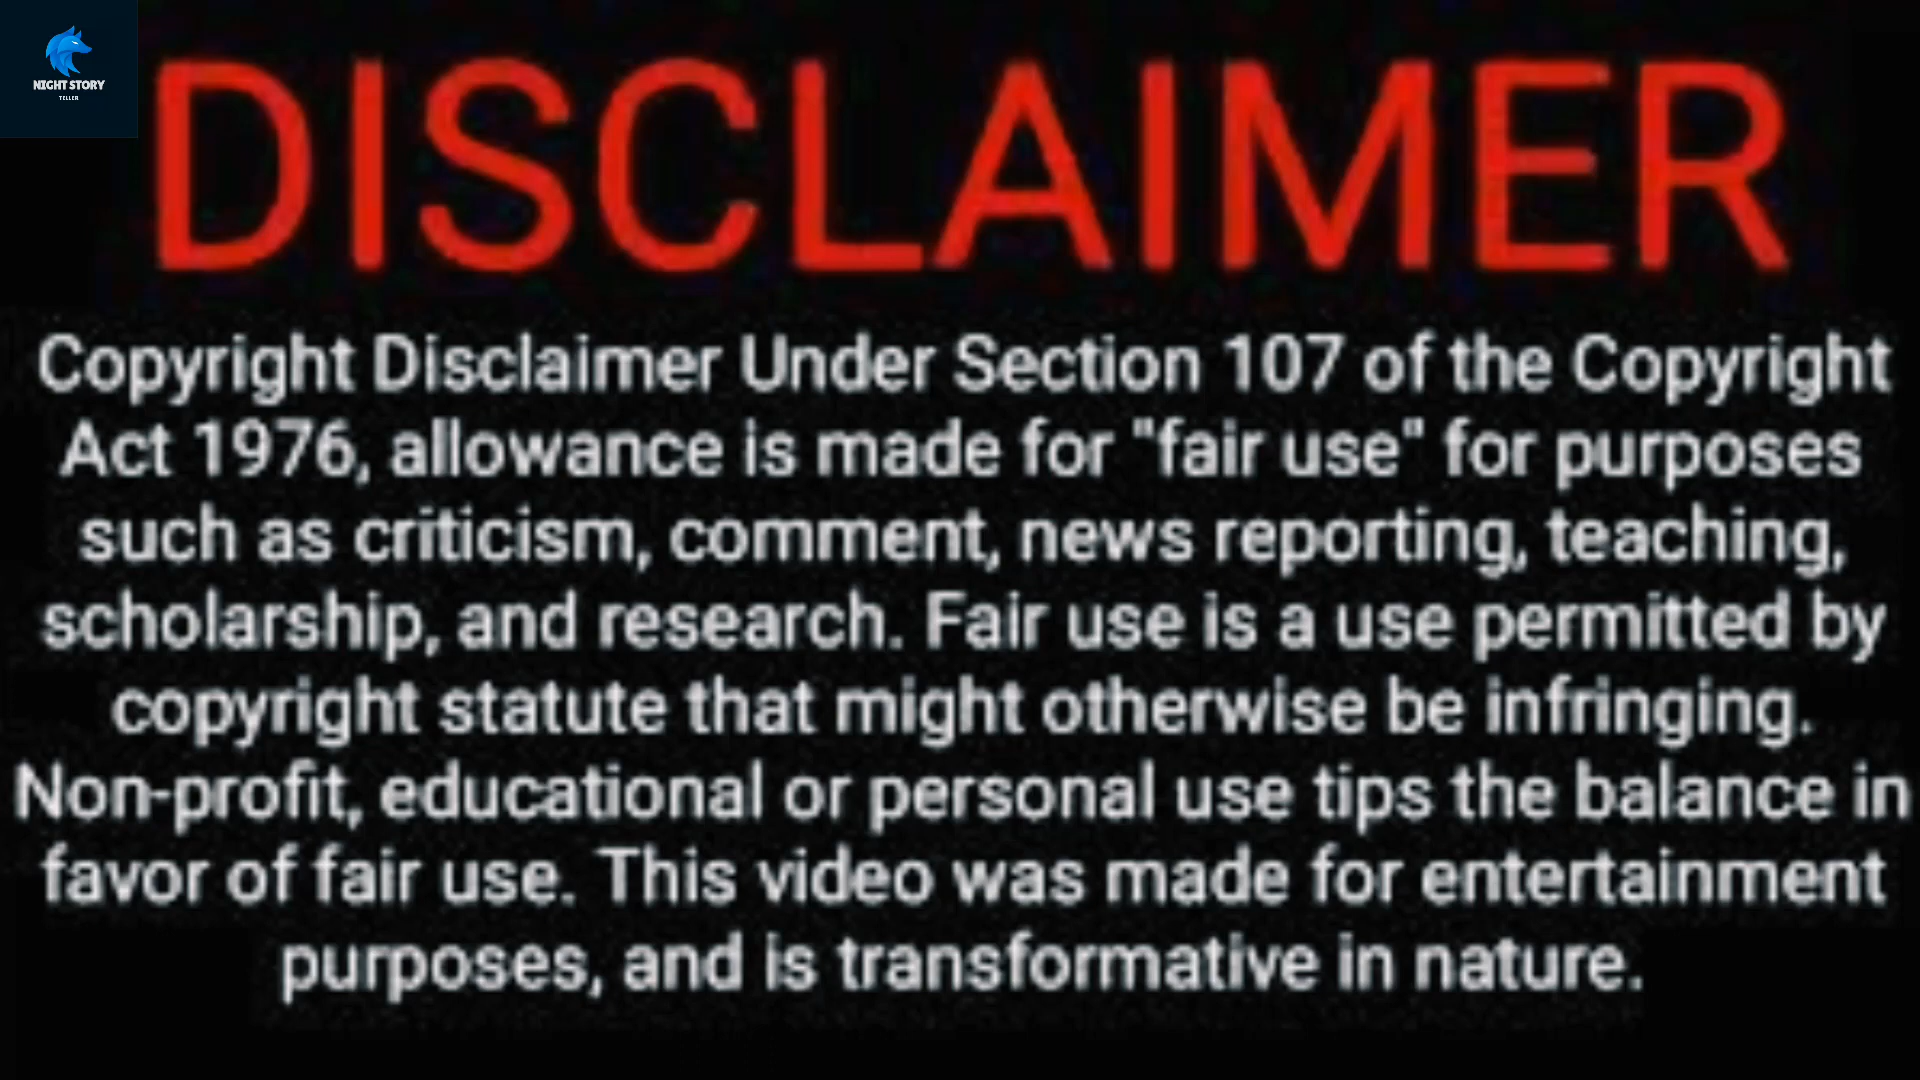 NIGHT STORY
TELLER
DISCLAIMER
Copyright Disclaimer Under Section 107 of the Copyright
Act 1976, allowance is made for "fair use" for purposes
such as criticism, comment, news reporting, teaching,
scholarship, and research. Fair use is a use permitted by
copyright statute that might otherwise be infringing.
Non-profit, educational or personal use tips the balance in
favor of fair use. This video was made for entertainment
purposes, and is transformative in nature.